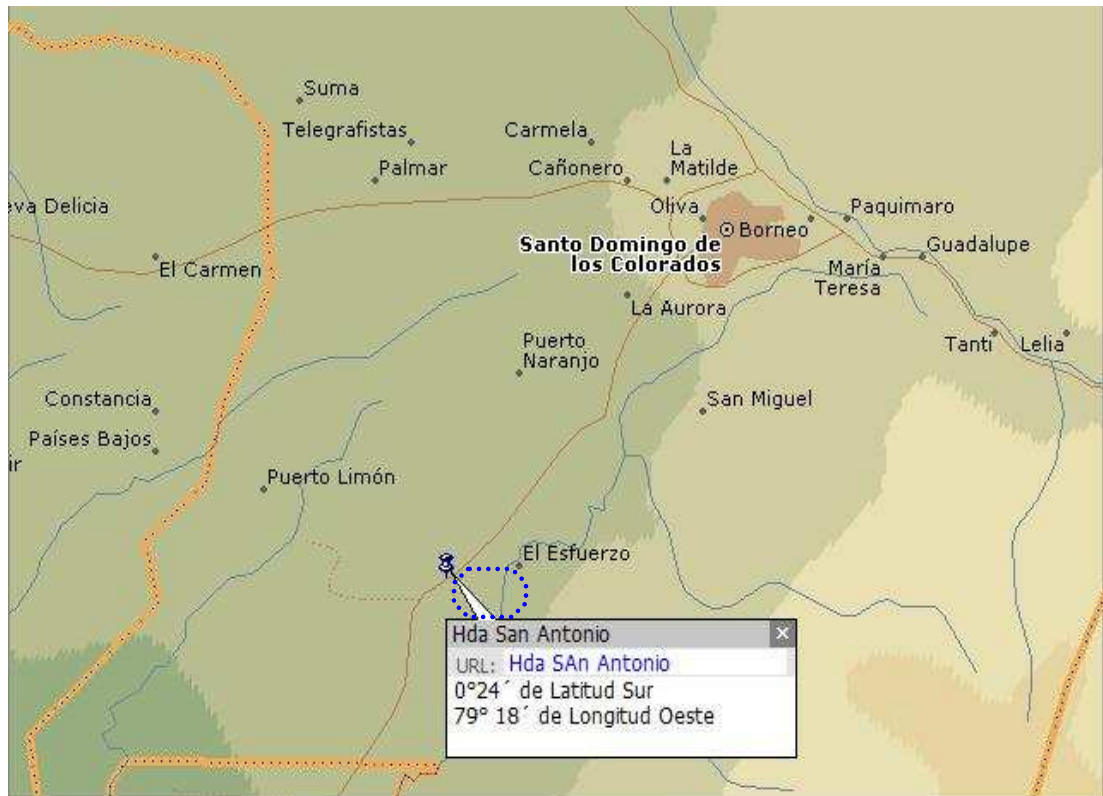 Suma
Telegrafistas
Carmela
La
Matilde
Palmar
Cañonero
eva Delicia
Oliva
Paquimaro
Borneo
Santo Domingo de
los Colorados
Guadalupe
El Carmen
María
Teresa
La Aurora
Puerto
Naranjo
Tanti
Lelia
Constancia
San Miguel
Países Bajos
ir
Puerto Limón
El Esfuerzo
Hda San Antonio
URL: Hda SAn Antonio
0°24´ de Latitud Sur
79° 18´ de Longitud Oeste